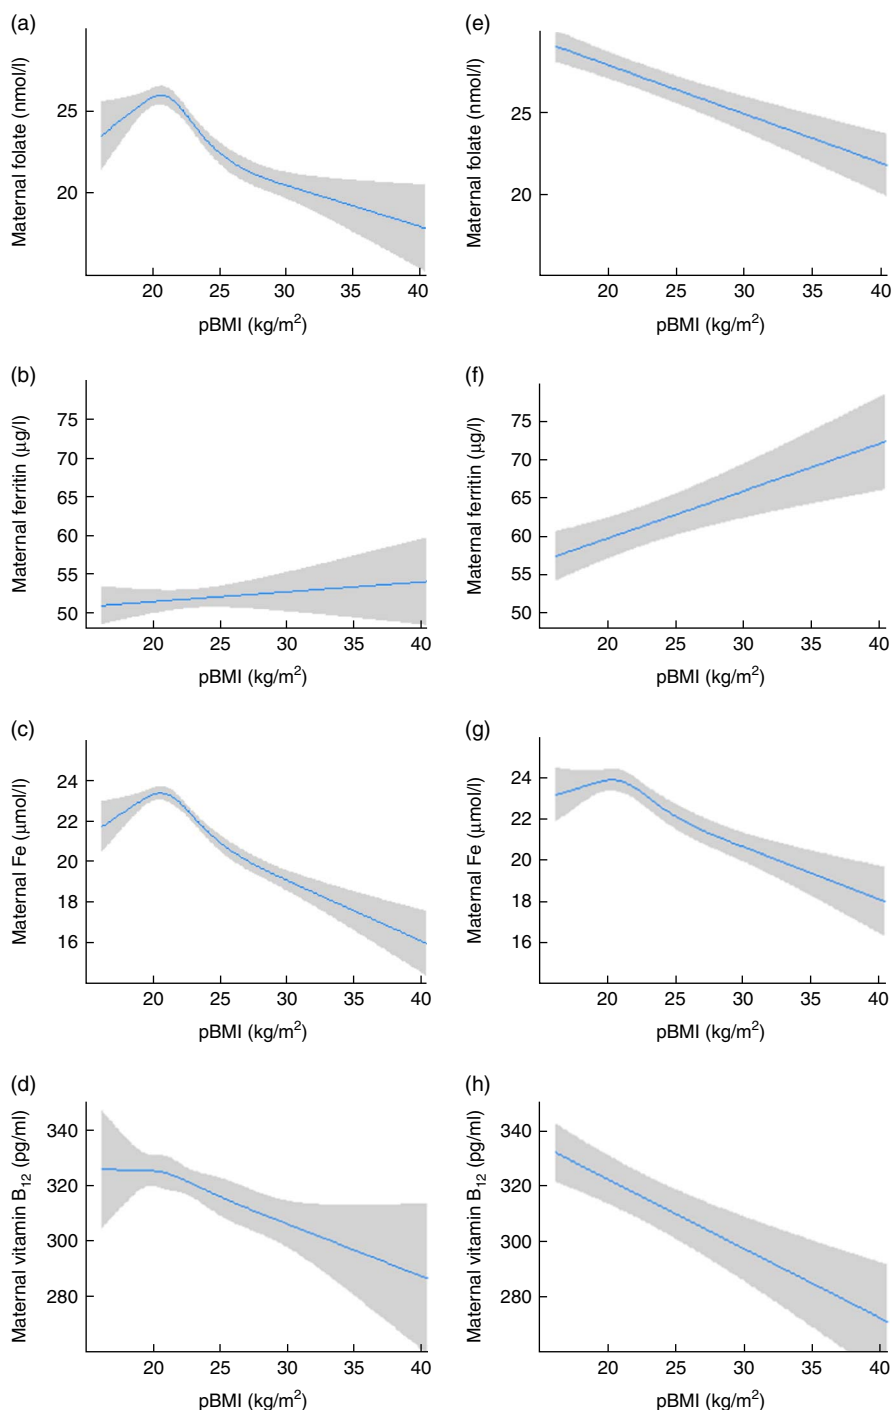 (a)
Maternal folate (nmol/l)
25
20
20 25 30 35 40
pBMI (kg/m²)
(e)
Maternal folate (nmol/l)
25
20
20 25 30 35 40
pBMI (kg/m²)
(b)
Maternal ferritin (µg/l)
75
70
65
60
55
50
20 25 30 35 40
pBMI (kg/m²)
(f)
Maternal ferritin (µg/l)
75
70
65
60
55
50
20 25 30 35 40
pBMI (kg/m²)
(c)
Maternal Fe (µmol/l)
24
22
20
18
16
20 25 30 35 40
pBMI (kg/m²)
(g)
Maternal Fe (µmol/l)
24
22
20
18
16
20 25 30 35 40
pBMI (kg/m²)
(d)
Maternal vitamin B₁₂ (pg/ml)
340
320
300
280
20 25 30 35 40
pBMI (kg/m²)
(h)
Maternal vitamin B₁₂ (pg/ml)
340
320
300
280
20 25 30 35 40
pBMI (kg/m²)